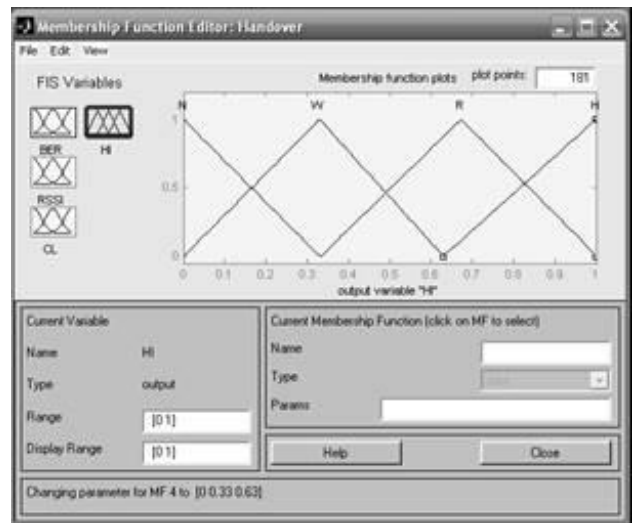 Membership Function Editor: Handover
File Edit View
FIS Variables
Membership function plots plot points: 181
BER HI
RSSI
CL
N W R H
1
0.5
0
0 0.1 0.2 0.3 0.4 0.5 0.6 0.7 0.8 0.9 1
output variable "HI"
Current Variable
Name HI
Type output
Range [0 1]
Display Range [0 1]
Current Membership Function (click on MF to select)
Name
Type
Params
Help Close
Changing parameter for MF 4 to [0 0.33 0.63]